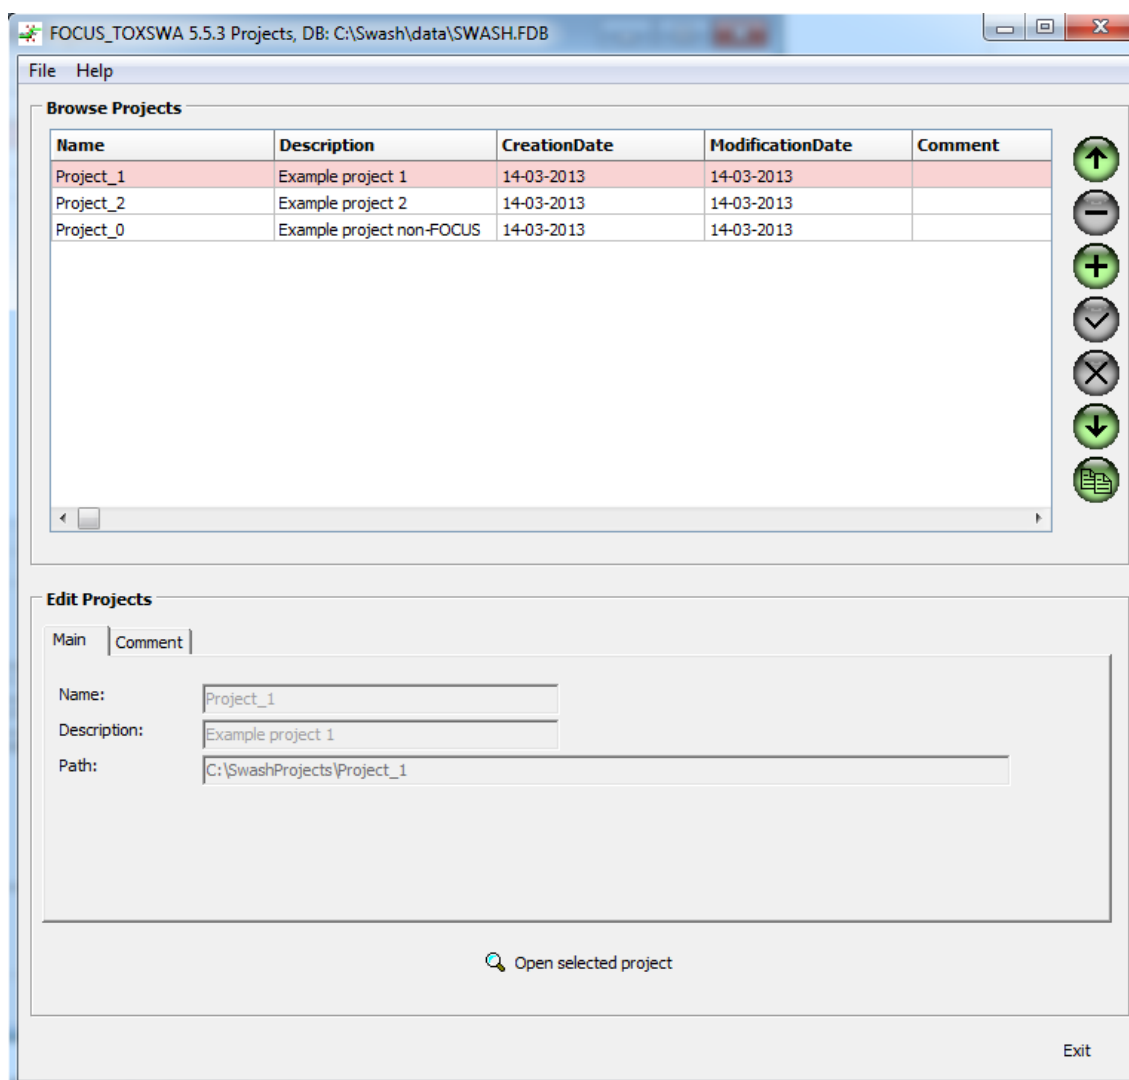 FOCUS_TOXSWA 5.5.3 Projects, DB: C:\Swash\data\SWASH.FDB
File Help
Browse Projects
Name Description CreationDate ModificationDate Comment
Project_1 Example project 1 14-03-2013 14-03-2013
Project_2 Example project 2 14-03-2013 14-03-2013
Project_0 Example project non-FOCUS 14-03-2013 14-03-2013
Edit Projects
Main Comment
Name: Project_1
Description: Example project 1
Path: C:\SwashProjects\Project_1
Open selected project
Exit